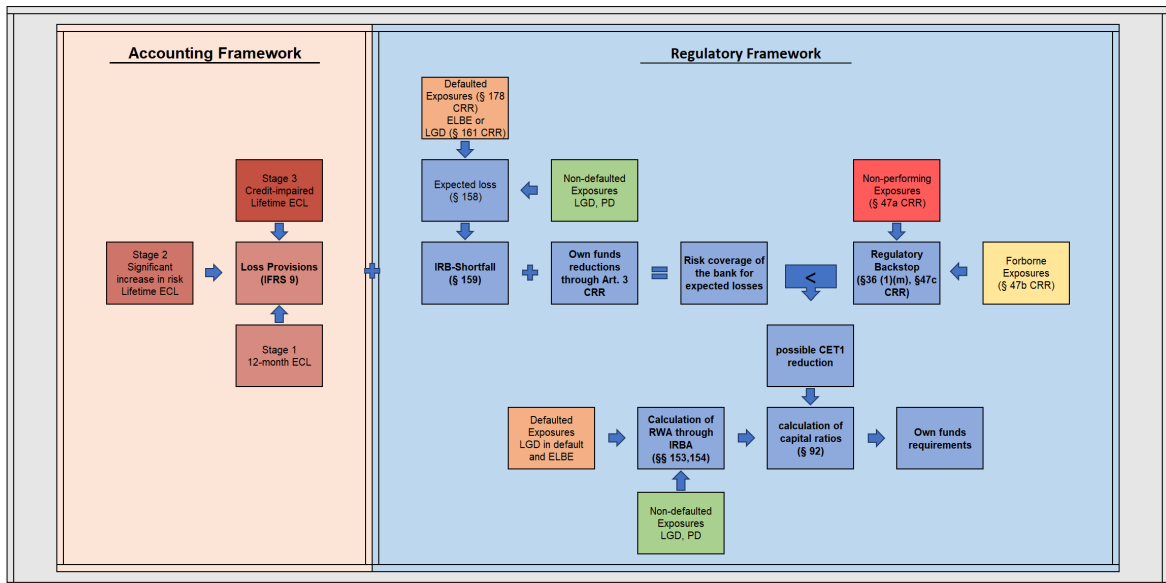 Accounting Framework
Regulatory Framework
Defaulted
Exposures (§ 178
CRR)
ELBE or
LGD (§ 161 CRR)
Stage 3
Credit-impaired
Lifetime ECL
Expected loss
(§ 158)
Non-defaulted
Exposures
LGD, PD
Non-performing
Exposures
(§ 47a CRR)
Stage 2
Significant
increase in risk
Lifetime ECL
Loss Provisions
(IFRS 9)
+
IRB-Shortfall
(§ 159)
+
Own funds
reductions
through Art. 3
CRR
=
Risk coverage of
the bank for
expected losses
<
Regulatory
Backstop
(§36 (1)(m), §47c
CRR)
Forborne
Exposures
(§ 47b CRR)
Stage 1
12-month ECL
possible CET1
reduction
Defaulted
Exposures
LGD in default
and ELBE
Calculation of
RWA through
IRBA
(§§ 153,154)
calculation of
capital ratios
(§ 92)
Own funds
requirements
Non-defaulted
Exposures
LGD, PD